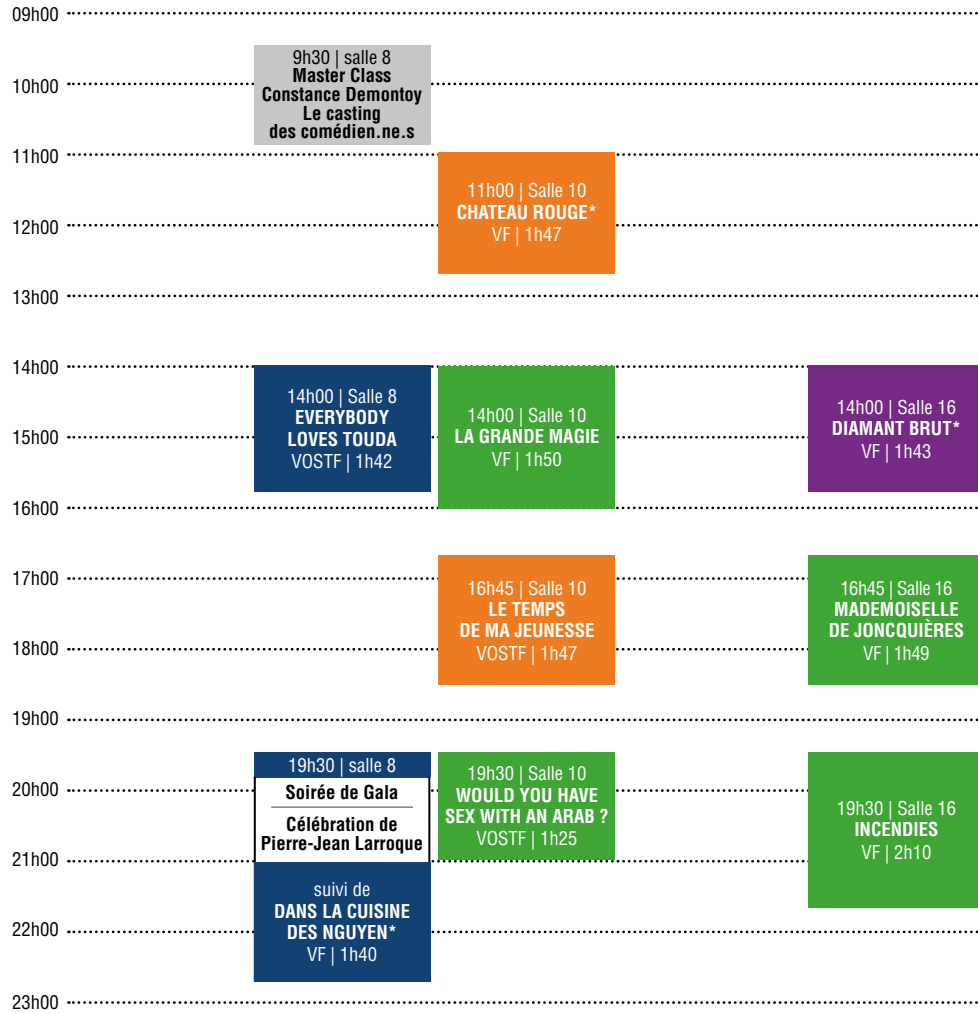 09h00
9h30 | salle 8
Master Class
Constance Demontoy
Le casting
des comédien.ne.s
10h00
11h00
11h00 | Salle 10
CHATEAU ROUGE*
VF | 1h47
12h00
13h00
14h00
14h00 | Salle 8
EVERYBODY
LOVES TOUDA
VOSTF | 1h42
14h00 | Salle 10
LA GRANDE MAGIE
VF | 1h50
14h00 | Salle 16
DIAMANT BRUT*
VF | 1h43
15h00
16h00
16h45 | Salle 10
LE TEMPS
DE MA JEUNESSE
VOSTF | 1h47
16h45 | Salle 16
MADEMOISELLE
DE JONCQUIÈRES
VF | 1h49
17h00
18h00
19h00
19h30 | salle 8
Soirée de Gala
Célébration de
Pierre-Jean Larroque
suivi de
DANS LA CUISINE
DES NGUYEN*
VF | 1h40
19h30 | Salle 10
WOULD YOU HAVE
SEX WITH AN ARAB ?
VOSTF | 1h25
19h30 | Salle 16
INCENDIES
VF | 2h10
20h00
21h00
22h00
23h00